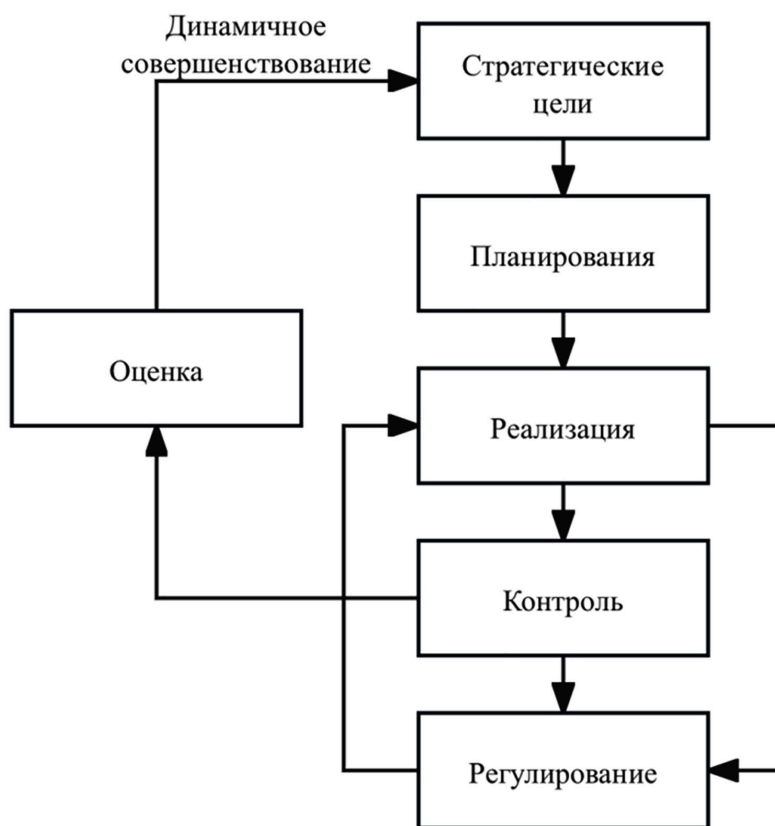 Динамичное
совершенствование
Стратегические
цели
Планирования
Оценка
Реализация
Контроль
Регулирование